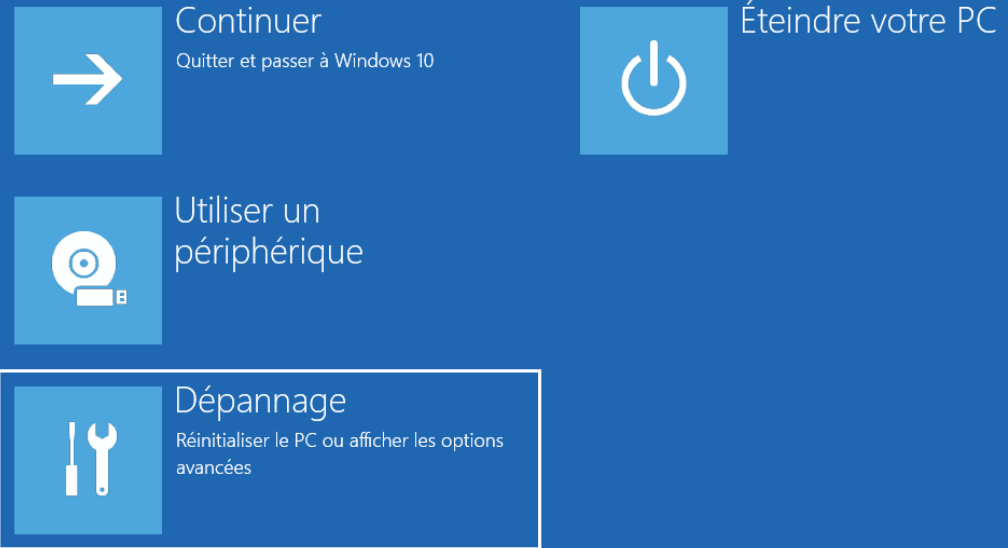 Continuer
Quitter et passer à Windows 10
Éteindre votre PC
Utiliser un
périphérique
Dépannage
Réinitialiser le PC ou afficher les options
avancées